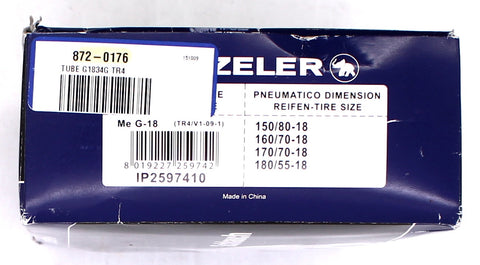 872-0176
151009
TUBE G1834G TR4
ZELER
PNEUMATICO DIMENSION
REIFEN-TIRE SIZE
Me G-18 (TR4/V1-09-1)
150/80-18
160/70-18
170/70-18
180/55-18
8 019227 259742
IP2597410
Made in China